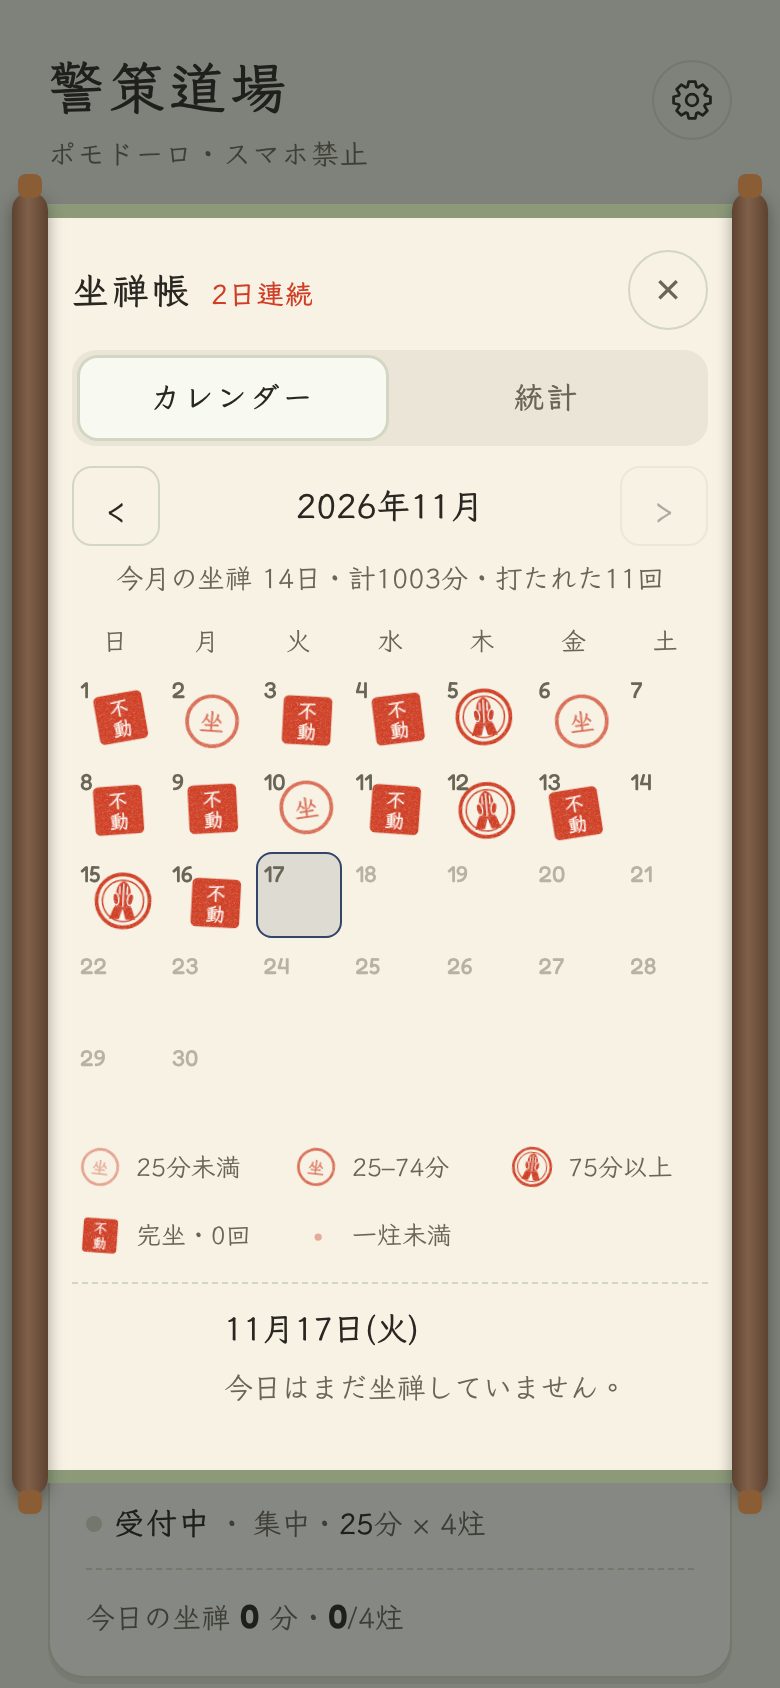 警策道場
ポモドーロ・スマホ禁止
坐禅帳 2日連続
×
カレンダー 統計
< 2026年11月 >
今月の坐禅 14日・計1003分・打たれた11回
日 月 火 水 木 金 土
1 不動 2 坐 3 不動 4 不動 5 6 坐 7
8 不動 9 不動 10 坐 11 不動 12 13 不動 14
15 16 不動 17 18 19 20 21
22 23 24 25 26 27 28
29 30
坐 25分未満 坐 25–74分 75分以上
不動 完坐・0回 一炷未満
11月17日(火)
今日はまだ坐禅していません。
受付中 ・ 集中・25分 × 4炷
今日の坐禅 0 分・0/4炷